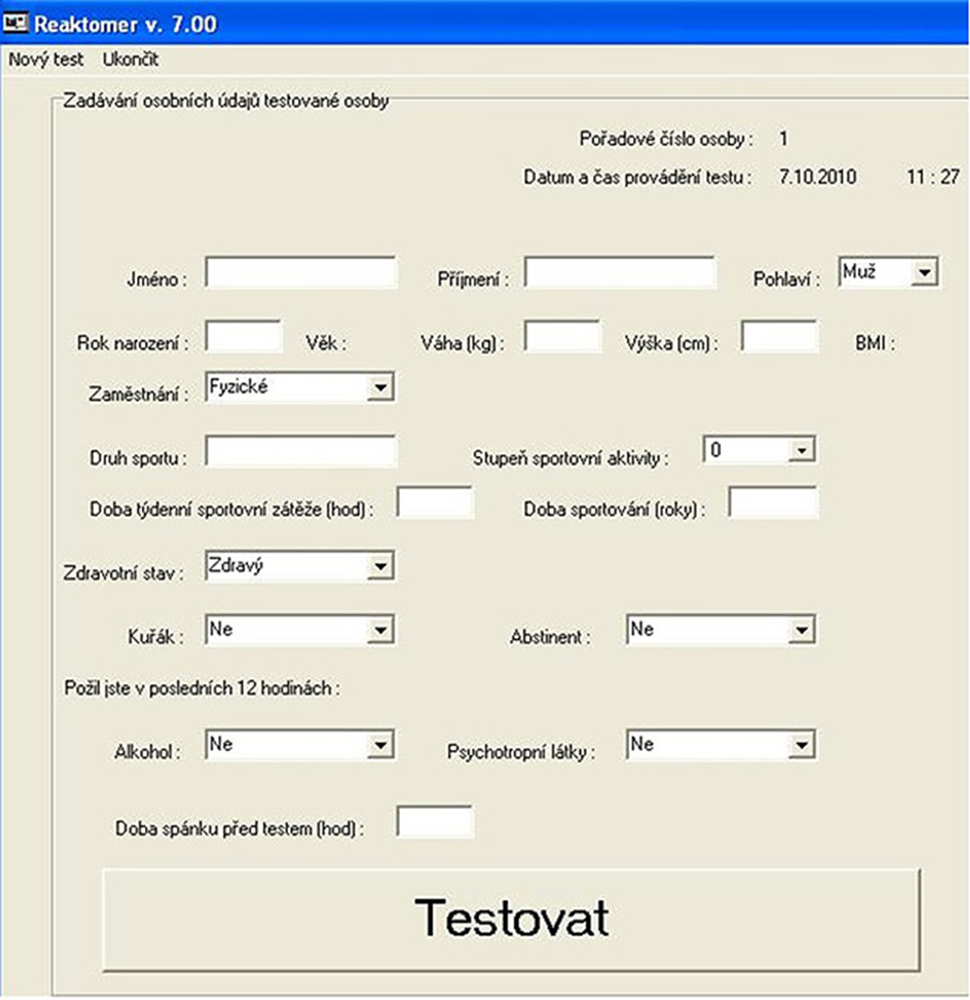 Reaktomer v. 7.00
Nový test Ukončit
Zadávání osobních údajů testované osoby
Pořadové číslo osoby : 1
Datum a čas provádění testu : 7.10.2010 11 : 27
Jméno : Příjmení : Pohlaví : Muž
Rok narození : Věk : Váha (kg) : Výška (cm) : BMI :
Zaměstnání : Fyzické
Druh sportu : Stupeň sportovní aktivity : 0
Doba týdenní sportovní zátěže (hod) : Doba sportování (roky) :
Zdravotní stav : Zdravý
Kuřák : Ne Abstinent : Ne
Požil jste v posledních 12 hodinách :
Alkohol : Ne Psychotropní látky : Ne
Doba spánku před testem (hod) :
Testovat